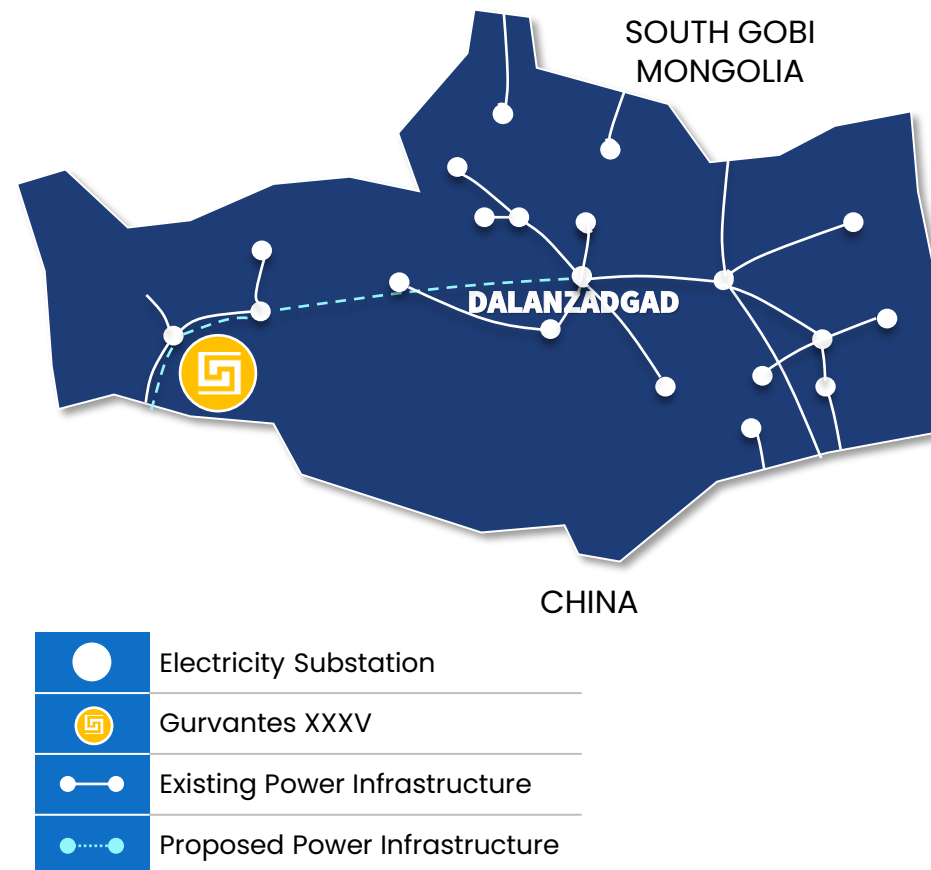 SOUTH GOBI
MONGOLIA
DALANZADGAD
CHINA
Electricity Substation
Gurvantes XXXV
Existing Power Infrastructure
Proposed Power Infrastructure